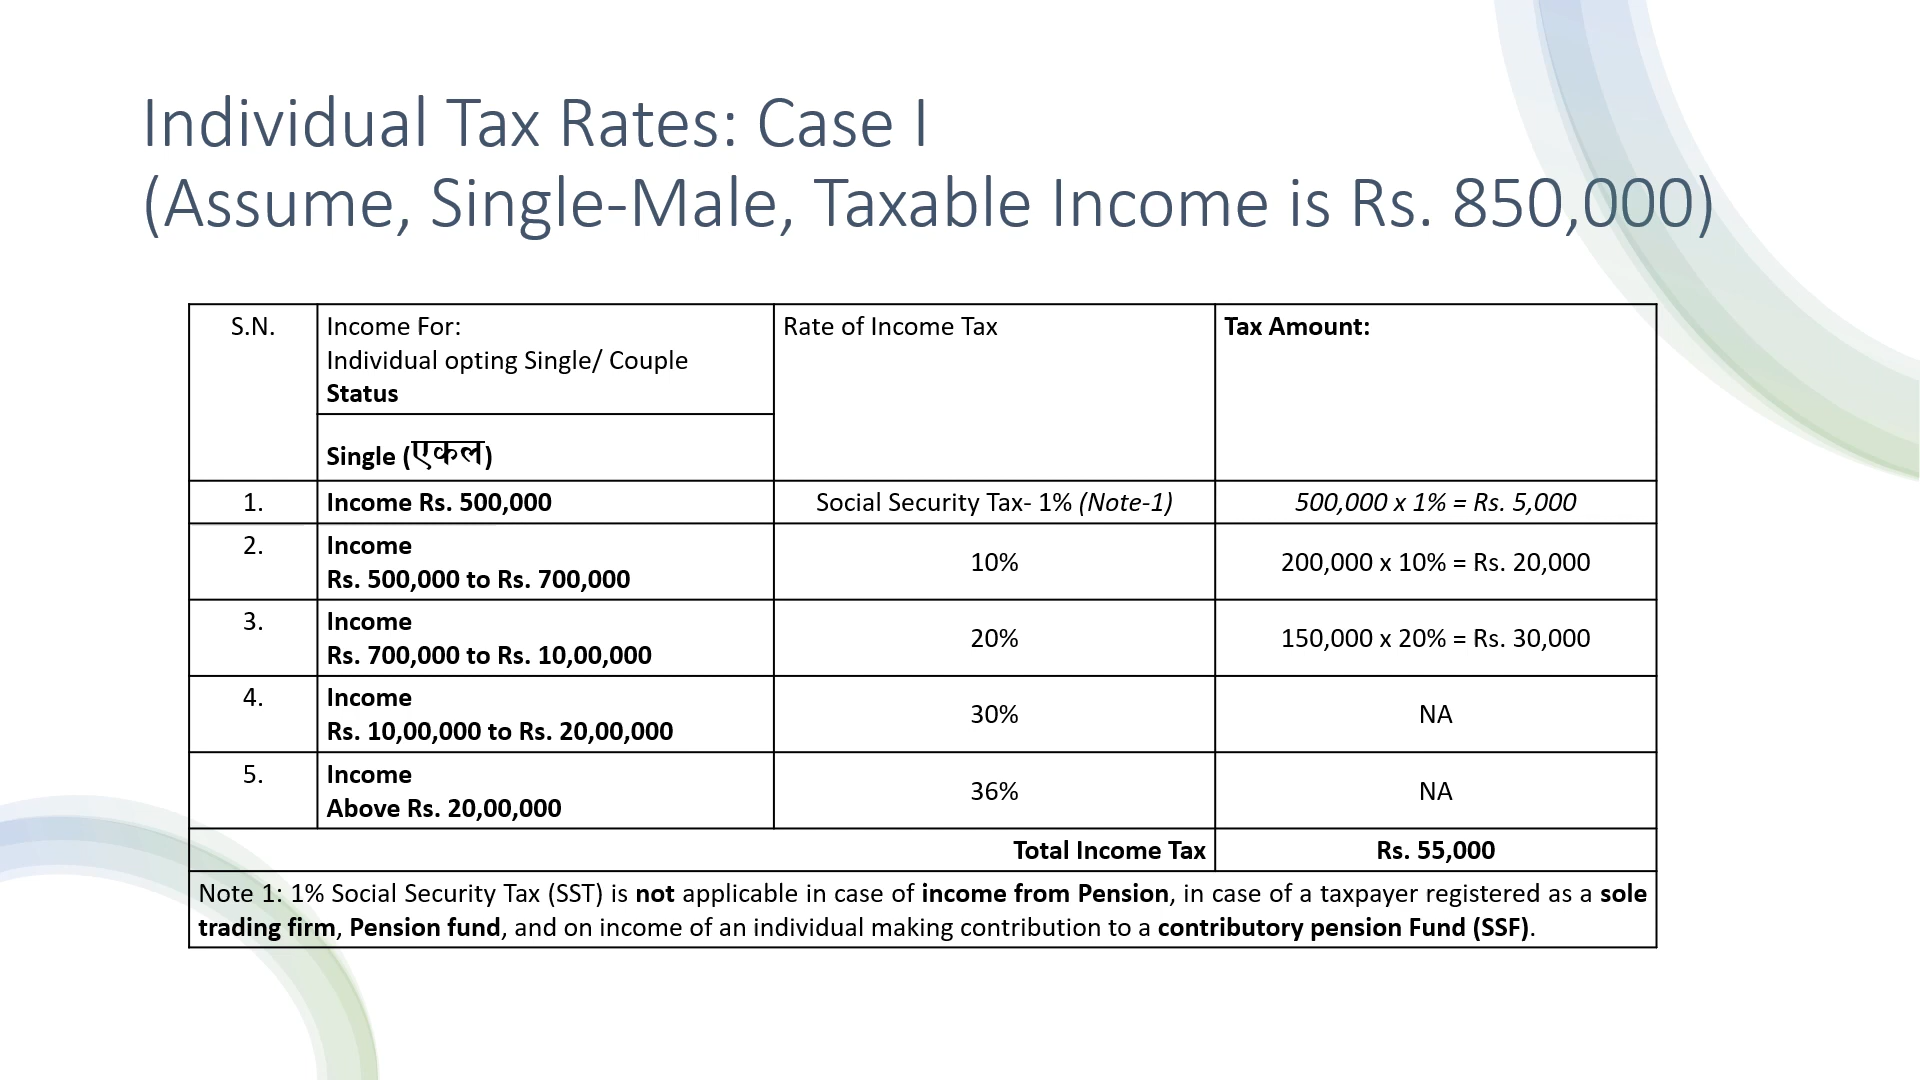 Individual Tax Rates: Case I
(Assume, Single-Male, Taxable Income is Rs. 850,000)
S.N.
Income For:
Individual opting Single/ Couple
Status
Rate of Income Tax
Tax Amount:
Single (एकल)
1.
Income Rs. 500,000
Social Security Tax- 1% (Note-1)
500,000 x 1% = Rs. 5,000
2.
Income
Rs. 500,000 to Rs. 700,000
10%
200,000 x 10% = Rs. 20,000
3.
Income
Rs. 700,000 to Rs. 10,00,000
20%
150,000 x 20% = Rs. 30,000
4.
Income
Rs. 10,00,000 to Rs. 20,00,000
30%
NA
5.
Income
Above Rs. 20,00,000
36%
NA
Total Income Tax
Rs. 55,000
Note 1: 1% Social Security Tax (SST) is not applicable in case of income from Pension, in case of a taxpayer registered as a sole
trading firm, Pension fund, and on income of an individual making contribution to a contributory pension Fund (SSF).